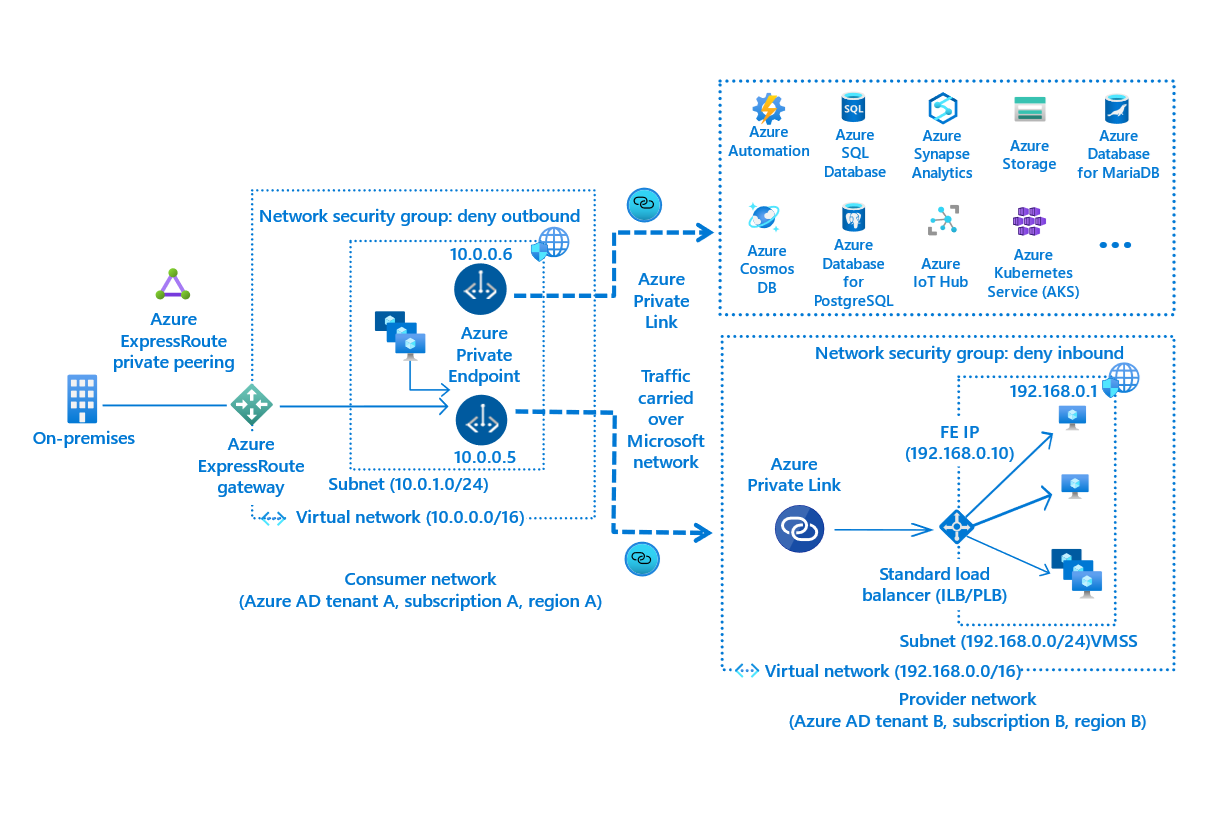 Azure
Automation
SQL
Azure
SQL
Database
Azure
Synapse
Analytics
Azure
Storage
Azure
Database
for MariaDB
Azure
Cosmos
DB
Azure
Database
for
PostgreSQL
Azure
IoT Hub
Azure
Kubernetes
Service (AKS)
...
Network security group: deny outbound
10.0.0.6
Azure
Private
Endpoint
10.0.0.5
Subnet (10.0.1.0/24)
Virtual network (10.0.0.0/16)
Azure
ExpressRoute
private peering
On-premises
Azure
ExpressRoute
gateway
Consumer network
(Azure AD tenant A, subscription A, region A)
Azure
Private
Link
Traffic
carried
over
Microsoft
network
Network security group: deny inbound
192.168.0.1
FE IP
(192.168.0.10)
Azure
Private Link
Standard load
balancer (ILB/PLB)
Subnet (192.168.0.0/24)VMSS
Virtual network (192.168.0.0/16)
Provider network
(Azure AD tenant B, subscription B, region B)